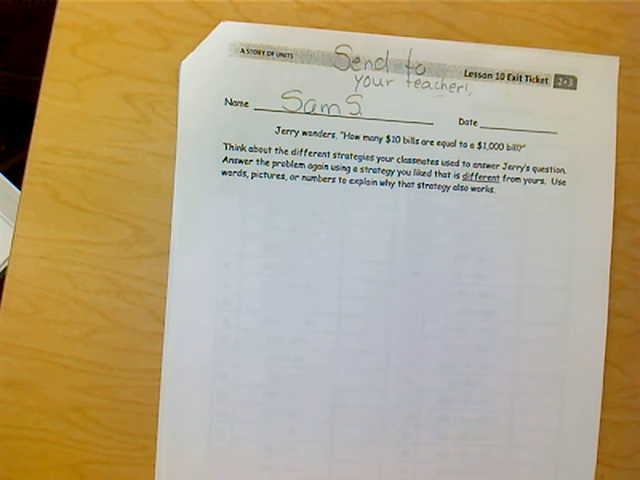 A STORY OF UNITS
Send to
Lesson 10 Exit Ticket 2•3
your teacher!,
Name Sam S.
Date
Jerry wonders, "How many $10 bills are equal to a $1,000 bill?"
Think about the different strategies your classmates used to answer Jerry's question.
Answer the problem again using a strategy you liked that is different from yours. Use
words, pictures, or numbers to explain why that strategy also works.